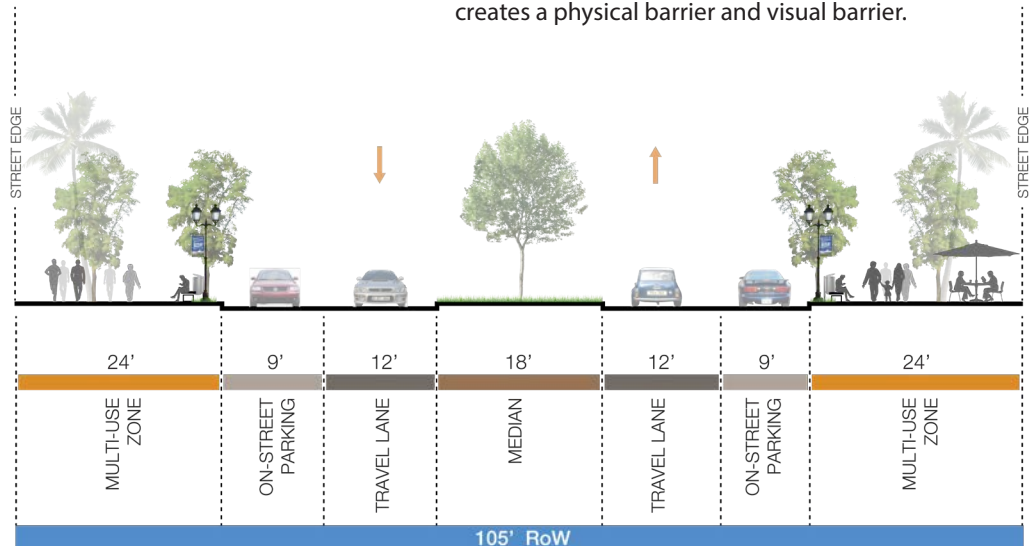 creates a physical barrier and visual barrier.
STREET EDGE
STREET EDGE
24’
9’
12’
18’
12’
9’
24’
MULTI-USE
ZONE
ON-STREET
PARKING
TRAVEL LANE
MEDIAN
TRAVEL LANE
ON-STREET
PARKING
MULTI-USE
ZONE
105’ RoW